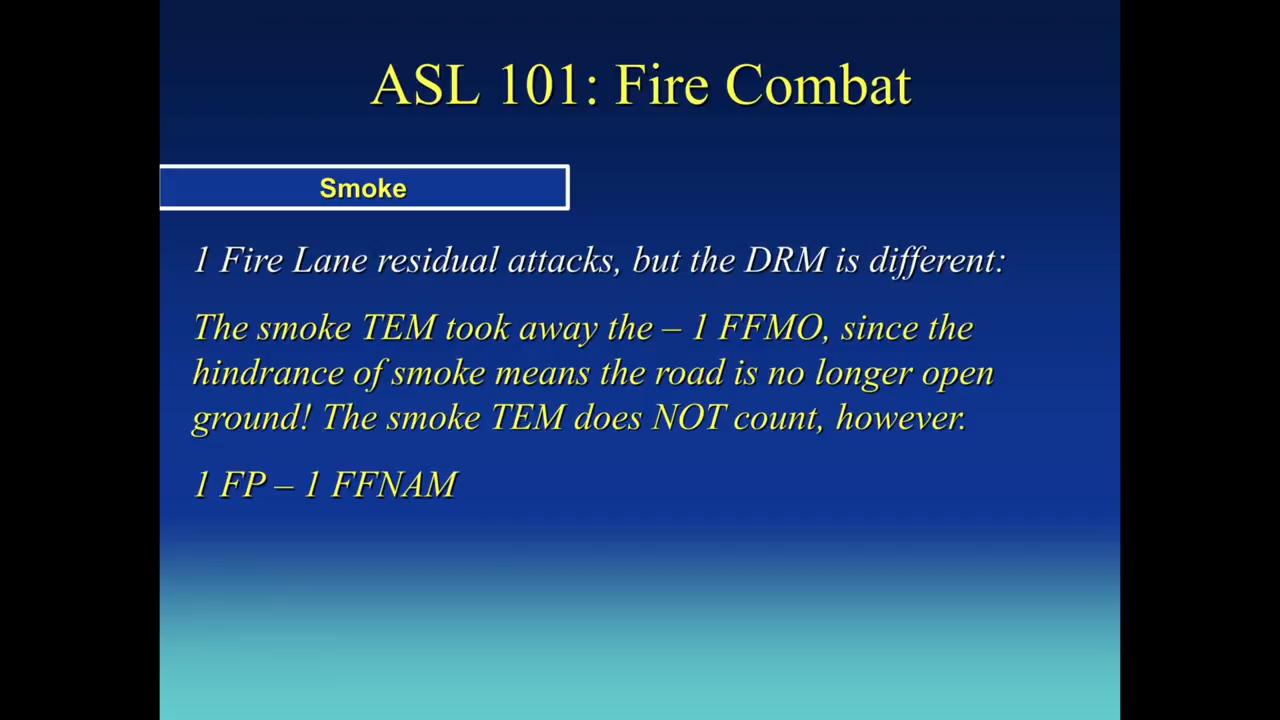 ASL 101: Fire Combat
Smoke
1 Fire Lane residual attacks, but the DRM is different:
The smoke TEM took away the – 1 FFMO, since the
hindrance of smoke means the road is no longer open
ground! The smoke TEM does NOT count, however.
1 FP – 1 FFNAM